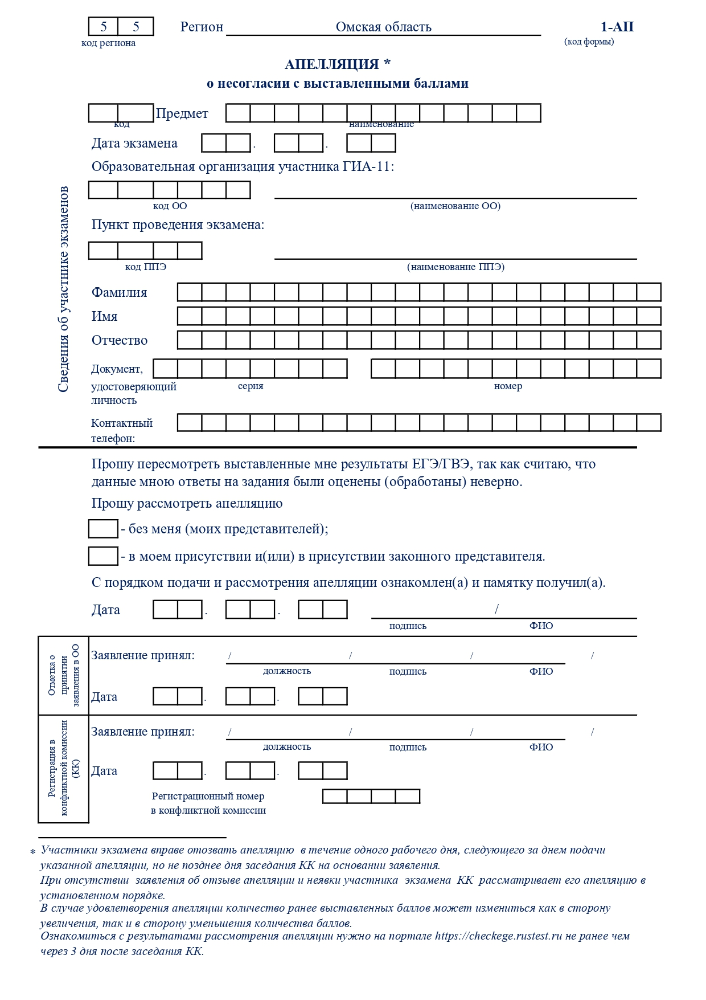 5 5 Регион Омская область 1-АП
код региона (код формы)
АПЕЛЛЯЦИЯ *
о несогласии с выставленными баллами
Предмет
код наименование
Дата экзамена . .
Образовательная организация участника ГИА-11:
код ОО (наименование ОО)
Пункт проведения экзамена:
код ППЭ (наименование ППЭ)
Сведения об участнике экзаменов
Фамилия
Имя
Отчество
Документ,
удостоверяющий серия номер
личность
Контактный
телефон:
Прошу пересмотреть выставленные мне результаты ЕГЭ/ГВЭ, так как считаю, что
данные мною ответы на задания были оценены (обработаны) неверно.
Прошу рассмотреть апелляцию
- без меня (моих представителей);
- в моем присутствии и(или) в присутствии законного представителя.
С порядком подачи и рассмотрения апелляции ознакомлен(а) и памятку получил(а).
Дата . . /
подпись ФИО
Отметка о
принятии
заявления в ОО
Заявление принял: / / / /
должность подпись ФИО
Дата . .
Регистрация в
конфликтной комиссии
(КК)
Заявление принял: / / / /
должность подпись ФИО
Дата . .
Регистрационный номер
в конфликтной комиссии
* Участники экзамена вправе отозвать апелляцию в течение одного рабочего дня, следующего за днем подачи
указанной апелляции, но не позднее дня заседания КК на основании заявления.
При отсутствии заявления об отзыве апелляции и неявки участника экзамена КК рассматривает его апелляцию в
установленном порядке.
В случае удовлетворения апелляции количество ранее выставленных баллов может измениться как в сторону
увеличения, так и в сторону уменьшения количества баллов.
Ознакомиться с результатами рассмотрения апелляции нужно на портале https://checkege.rustest.ru не ранее чем
через 3 дня после заседания КК.